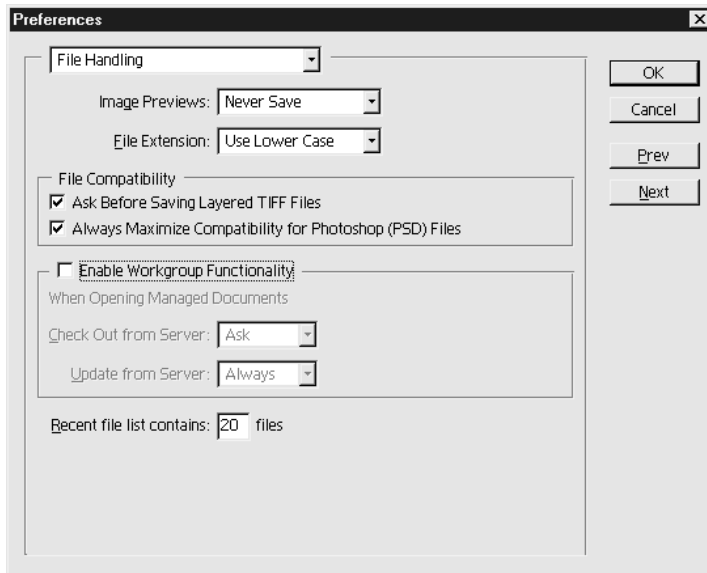 Preferences
File Handling
OK
Image Previews: Never Save
Cancel
File Extension: Use Lower Case
Prev
File Compatibility
Next
Ask Before Saving Layered TIFF Files
Always Maximize Compatibility for Photoshop (PSD) Files
Enable Workgroup Functionality
When Opening Managed Documents
Check Out from Server: Ask
Update from Server: Always
Recent file list contains: 20 files